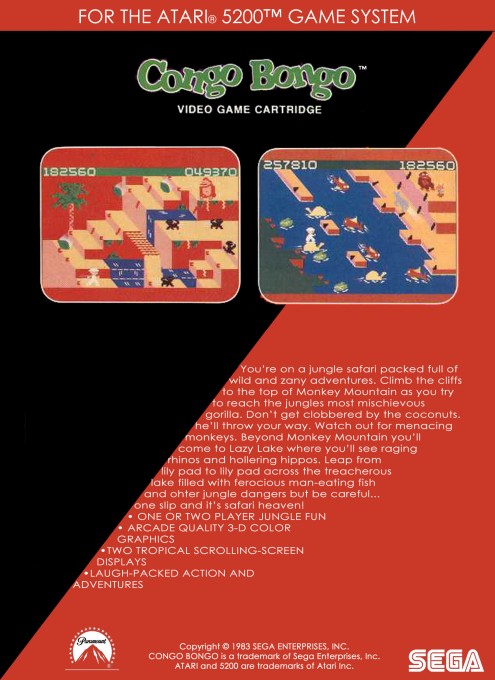 FOR THE ATARI® 5200™ GAME SYSTEM
Congo Bongo™
VIDEO GAME CARTRIDGE
182560 049370
257810 182560
You're on a jungle safari packed full of
wild and zany adventures. Climb the cliffs
to the top of Monkey Mountain as you try
to reach the jungles most mischievous
gorilla. Don't get clobbered by the coconuts.
he'll throw your way. Watch out for menacing
monkeys. Beyond Monkey Mountain you'll
come to Lazy Lake where you'll see raging
rhinos and hollering hippos. Leap from
lily pad to lily pad across the treacherous
lake filled with ferocious man-eating fish
and ohter jungle dangers but be careful...
one slip and it's safari heaven!
• ONE OR TWO PLAYER JUNGLE FUN
• ARCADE QUALITY 3-D COLOR
GRAPHICS
•TWO TROPICAL SCROLLING-SCREEN
DISPLAYS
•LAUGH-PACKED ACTION AND
ADVENTURES
Paramount
Copyright © 1983 SEGA ENTERPRISES, INC.
CONGO BONGO is a trademark of Sega Enterprises, Inc.
ATARI and 5200 are trademarks of Atari Inc.
SEGA